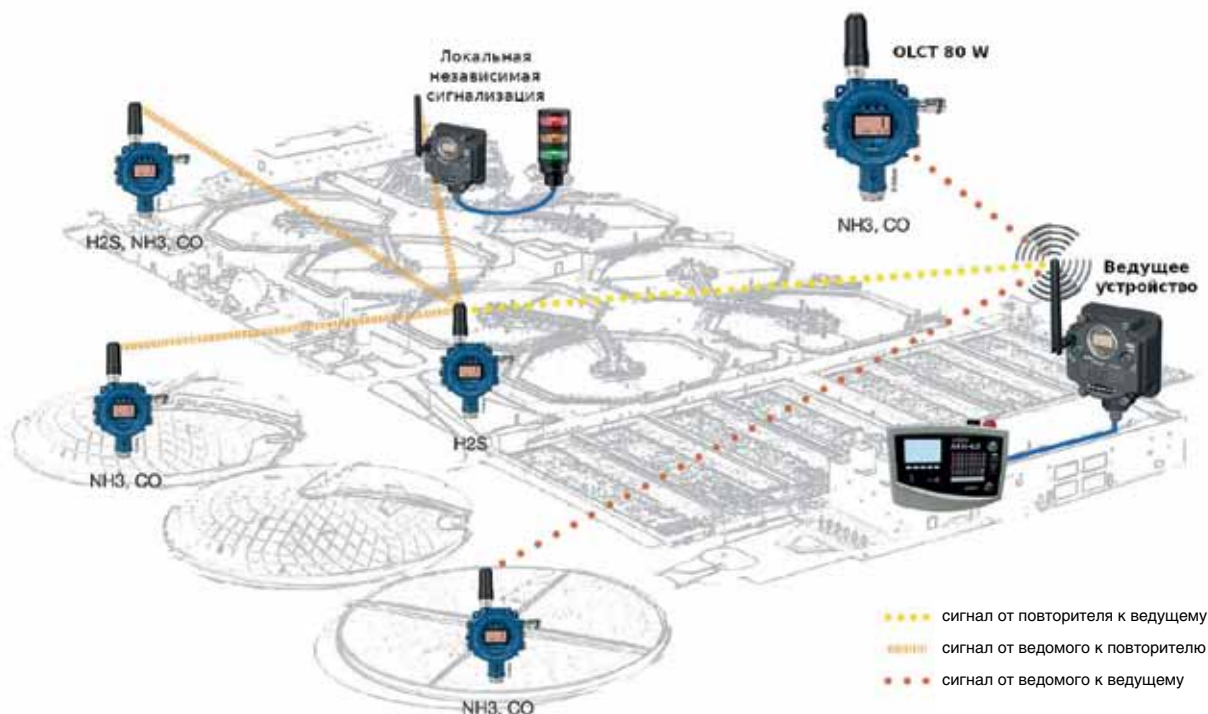 Локальная
независимая
сигнализация
OLCT 80 W
H2S, NH3, CO
NH3, CO
Ведущее
устройство
H2S
NH3, CO
NH3, CO
сигнал от повторителя к ведущему
сигнал от ведомого к повторителю
сигнал от ведомого к ведущему